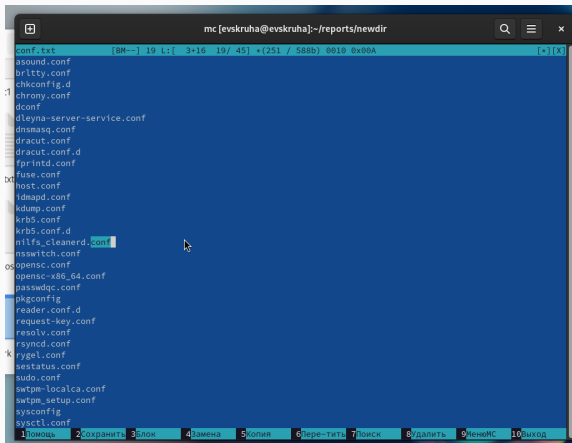 mc [evskruha@evskruha]:~/reports/newdir
conf.txt [BM--] 19 L:[ 3+16 19/ 45] *(251 / 588b) 0010 0x00A [*][X]
asound.conf
brltty.conf
chkconfig.d
chrony.conf
dconf
dleyna-server-service.conf
dnsmasq.conf
dracut.conf
dracut.conf.d
fprintd.conf
fuse.conf
host.conf
idmapd.conf
kdump.conf
krb5.conf
krb5.conf.d
nilfs_cleanerd.conf
nsswitch.conf
opensc.conf
opensc-x86_64.conf
passwdqc.conf
pkgconfig
reader.conf.d
request-key.conf
resolv.conf
rsyncd.conf
rygel.conf
sestatus.conf
sudo.conf
swtpm-localca.conf
swtpm_setup.conf
sysconfig
sysctl.conf
1Помощь 2Сохранить 3Блок 4Замена 5Копия 6Пере~тить 7Поиск 8Удалить 9МенюMC 10Выход